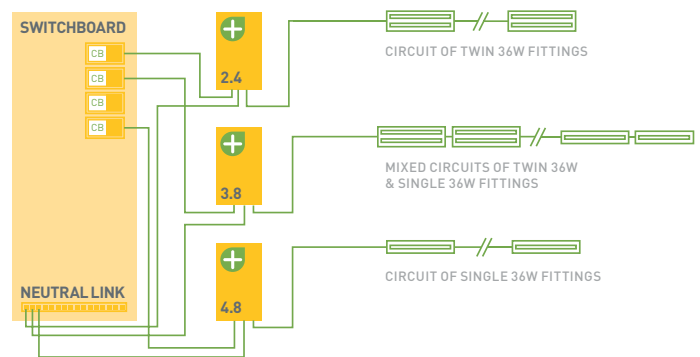 SWITCHBOARD
CB
CB
CB
CB
NEUTRAL LINK
2.4
3.8
4.8
CIRCUIT OF TWIN 36W FITTINGS
MIXED CIRCUITS OF TWIN 36W
& SINGLE 36W FITTINGS
CIRCUIT OF SINGLE 36W FITTINGS